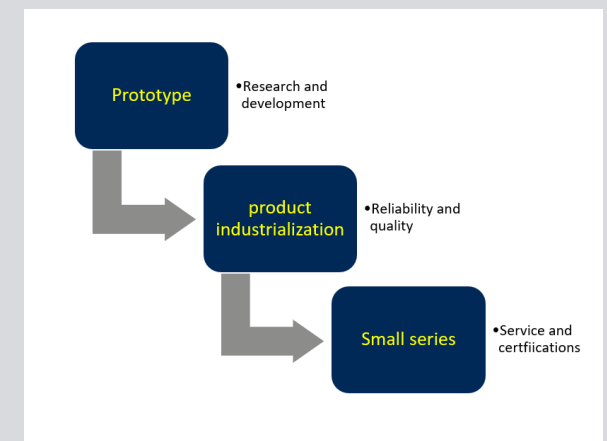 Prototype
•Research and
development
product
industrialization
•Reliability and
quality
Small series
•Service and
certfiications